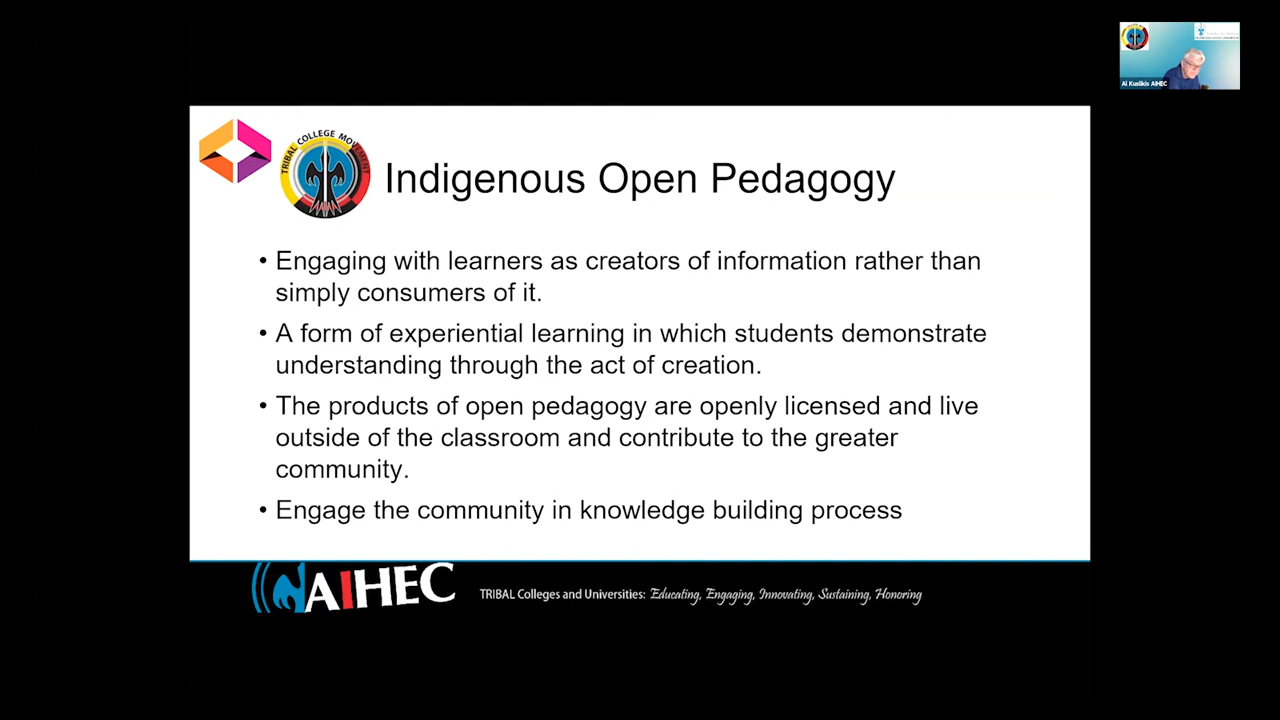 Al Kuslikis AIHEC
TRIBAL COLLEGE MOVEMENT
Indigenous Open Pedagogy
• Engaging with learners as creators of information rather than
simply consumers of it.
• A form of experiential learning in which students demonstrate
understanding through the act of creation.
• The products of open pedagogy are openly licensed and live
outside of the classroom and contribute to the greater
community.
• Engage the community in knowledge building process
AIHEC
TRIBAL Colleges and Universities: Educating, Engaging, Innovating, Sustaining, Honoring